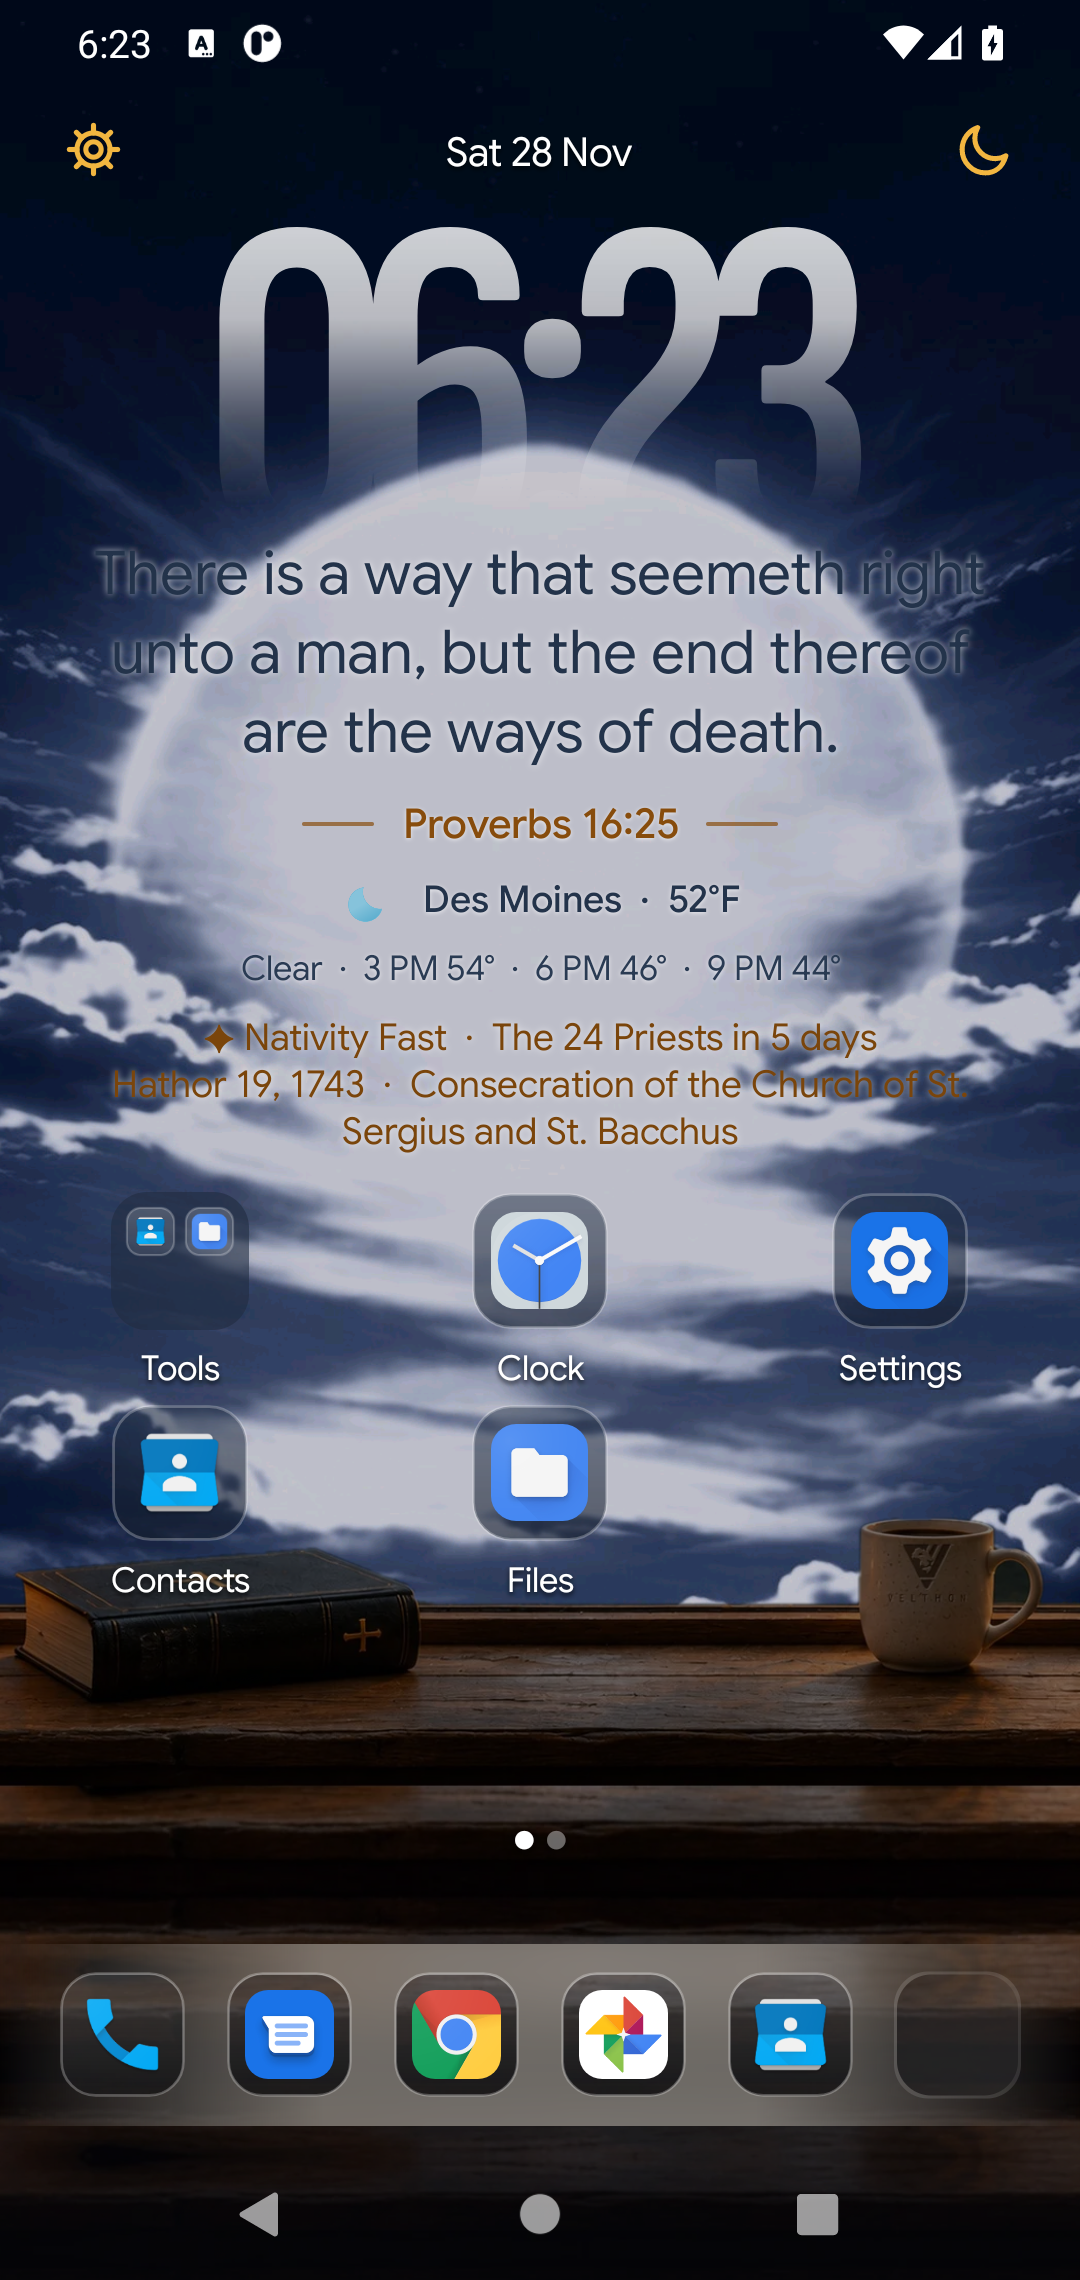 6:23
Sat 28 Nov
06:23
There is a way that seemeth right
unto a man, but the end thereof
are the ways of death.
Proverbs 16:25
Des Moines · 52°F
Clear · 3 PM 54° · 6 PM 46° · 9 PM 44°
✦ Nativity Fast · The 24 Priests in 5 days
Hathor 19, 1743 · Consecration of the Church of St.
Sergius and St. Bacchus
Tools
Clock
Settings
Contacts
Files
VELTHON